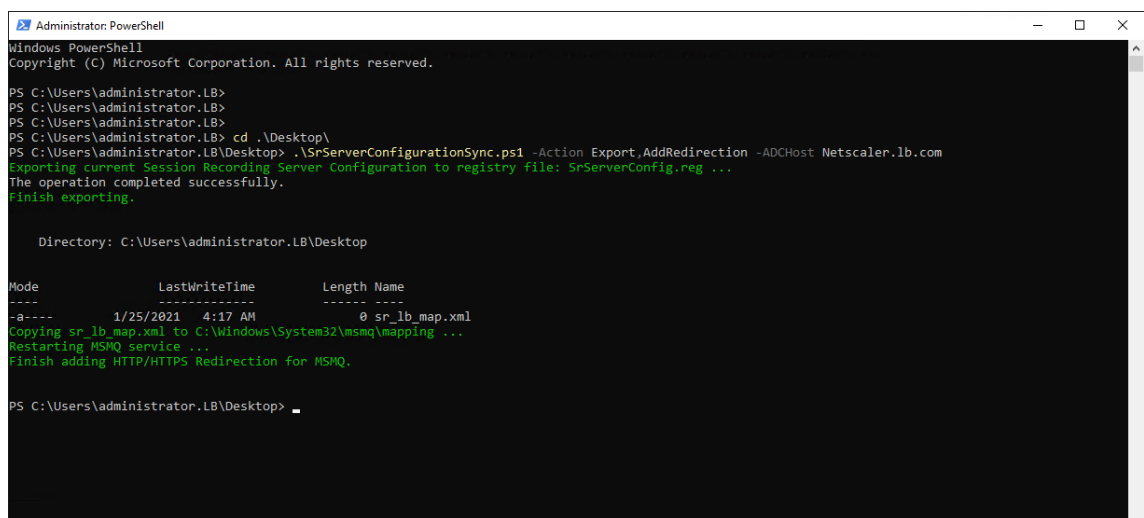 Administrator: PowerShell
Windows PowerShell
Copyright (C) Microsoft Corporation. All rights reserved.
PS C:\Users\administrator.LB>
PS C:\Users\administrator.LB>
PS C:\Users\administrator.LB>
PS C:\Users\administrator.LB> cd .\Desktop\
PS C:\Users\administrator.LB\Desktop> .\SrServerConfigurationSync.ps1 -Action Export,AddRedirection -ADCHost Netscaler.lb.com
Exporting current Session Recording Server Configuration to registry file: SrServerConfig.reg ...
The operation completed successfully.
Finish exporting.
Directory: C:\Users\administrator.LB\Desktop
Mode LastWriteTime Length Name
---- ------------- ------ ----
-a---- 1/25/2021 4:17 AM 0 sr_lb_map.xml
Copying sr_lb_map.xml to C:\Windows\System32\msmq\mapping ...
Restarting MSMQ service ...
Finish adding HTTP/HTTPS Redirection for MSMQ.
PS C:\Users\administrator.LB\Desktop>